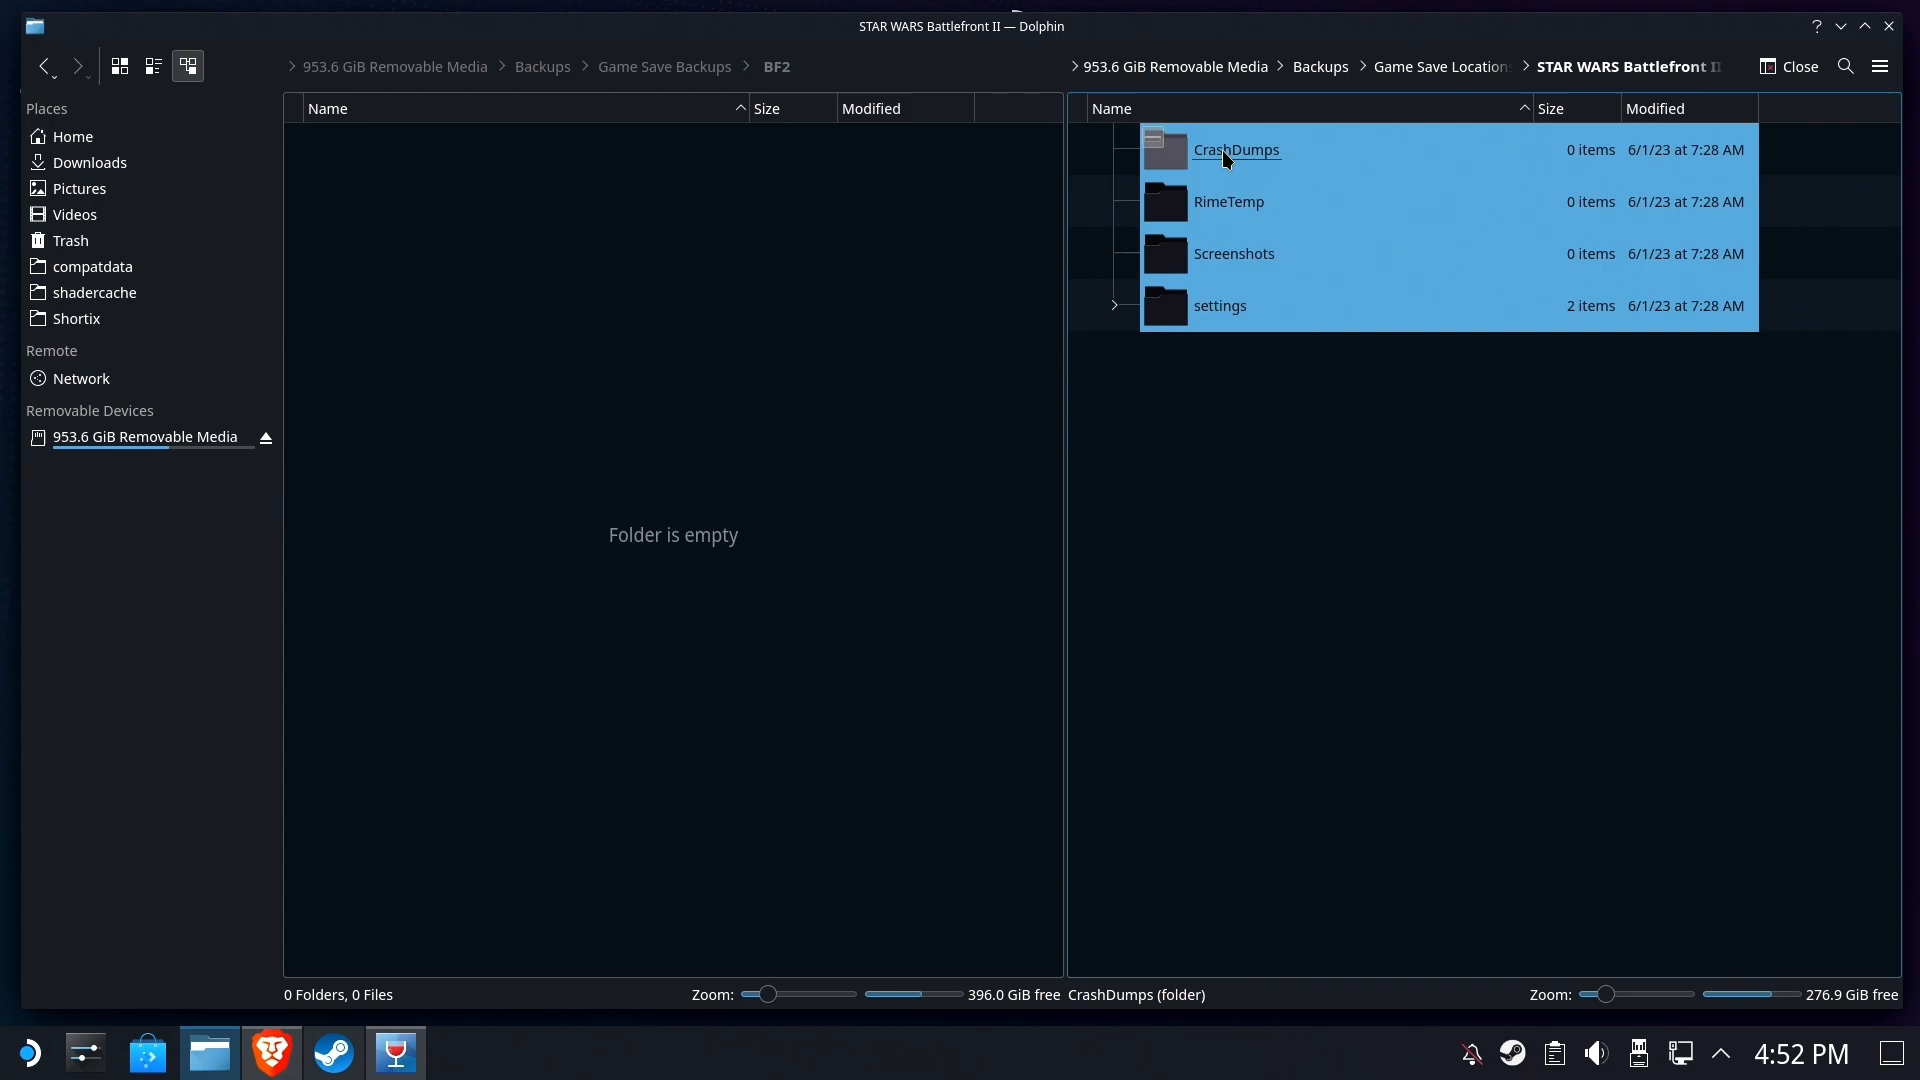 STAR WARS Battlefront II — Dolphin
953.6 GiB Removable Media Backups Game Save Backups BF2
953.6 GiB Removable Media Backups Game Save Location STAR WARS Battlefront II Close
Places
Home
Downloads
Pictures
Videos
Trash
compatdata
shadercache
Shortix
Remote
Network
Removable Devices
953.6 GiB Removable Media
Name Size Modified
Folder is empty
Name Size Modified
CrashDumps 0 items 6/1/23 at 7:28 AM
RimeTemp 0 items 6/1/23 at 7:28 AM
Screenshots 0 items 6/1/23 at 7:28 AM
settings 2 items 6/1/23 at 7:28 AM
0 Folders, 0 Files Zoom: 396.0 GiB free
CrashDumps (folder) Zoom: 276.9 GiB free
4:52 PM